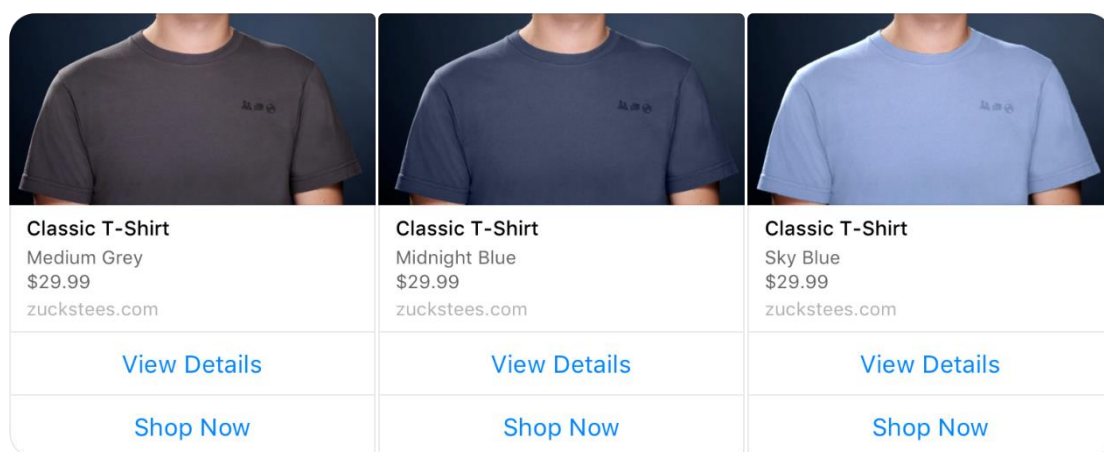 Classic T-Shirt
Medium Grey
$29.99
zuckstees.com
View Details
Shop Now
Classic T-Shirt
Midnight Blue
$29.99
zuckstees.com
View Details
Shop Now
Classic T-Shirt
Sky Blue
$29.99
zuckstees.com
View Details
Shop Now